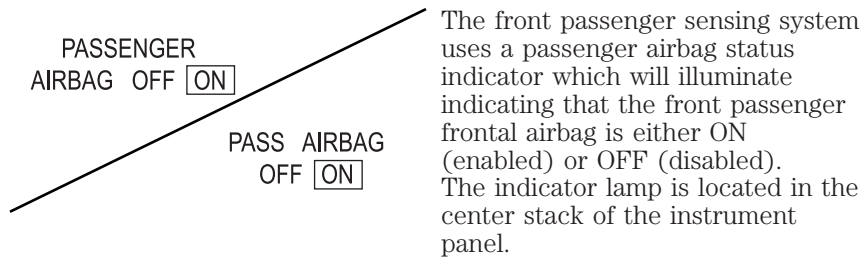 PASSENGER
AIRBAG OFF ON
PASS AIRBAG
OFF ON
The front passenger sensing system
uses a passenger airbag status
indicator which will illuminate
indicating that the front passenger
frontal airbag is either ON
(enabled) or OFF (disabled).
The indicator lamp is located in the
center stack of the instrument
panel.